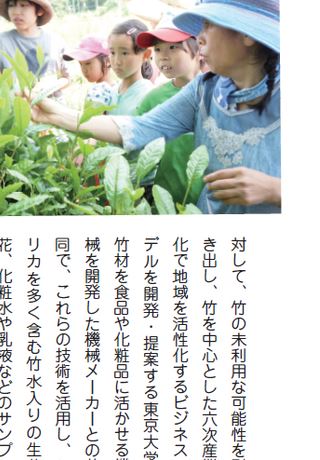 対して、竹の未利用な可能性を
き出し、竹を中心とした六次産
化で地域を活性化するビジネス
デルを開発・提案する東京大学
竹材を食品や化粧品に活かせる
械を開発した機械メーカーとの
同で、これらの技術を活用し、
リカを多く含む竹水入りの生
花、化粧水や乳液などのサンプ